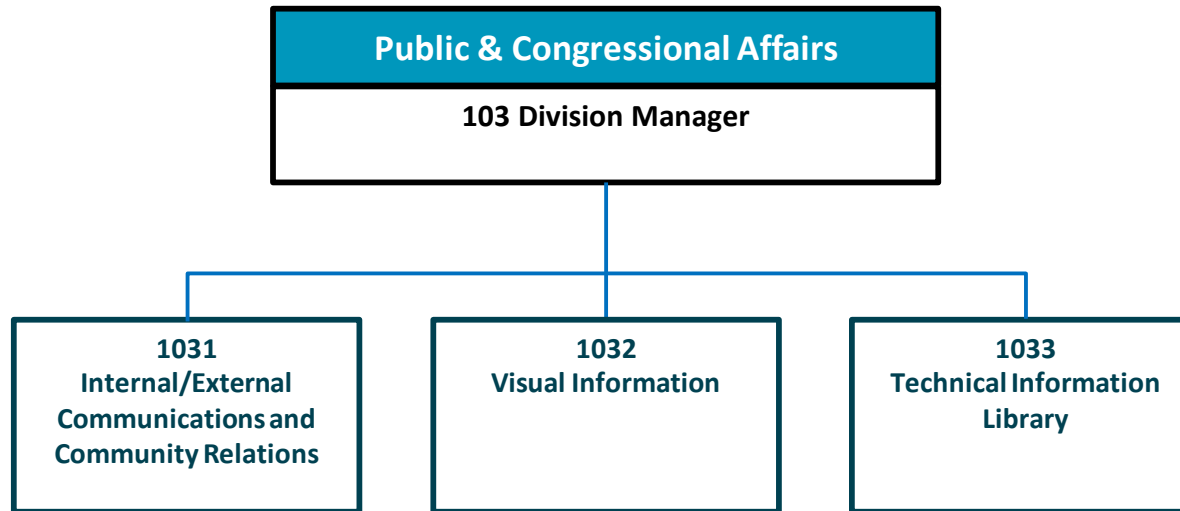 Public & Congressional Affairs
103 Division Manager
1031
Internal/External
Communications and
Community Relations
1032
Visual Information
1033
Technical Information
Library